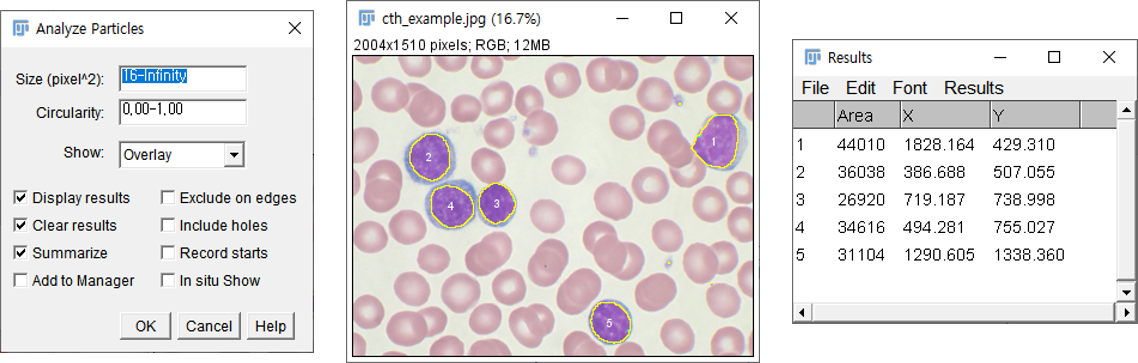 Analyze Particles
Size (pixel^2): 16-Infinity
Circularity: 0,00-1,00
Show: Overlay
Display results Exclude on edges
Clear results Include holes
Summarize Record starts
Add to Manager In situ Show
OK Cancel Help
cth_example.jpg (16.7%)
2004x1510 pixels; RGB; 12MB
1
2
3
4
5
Results
File Edit Font Results
Area X Y
1 44010 1828.164 429.310
2 36038 386.688 507.055
3 26920 719.187 738.998
4 34616 494.281 755.027
5 31104 1290.605 1338.360